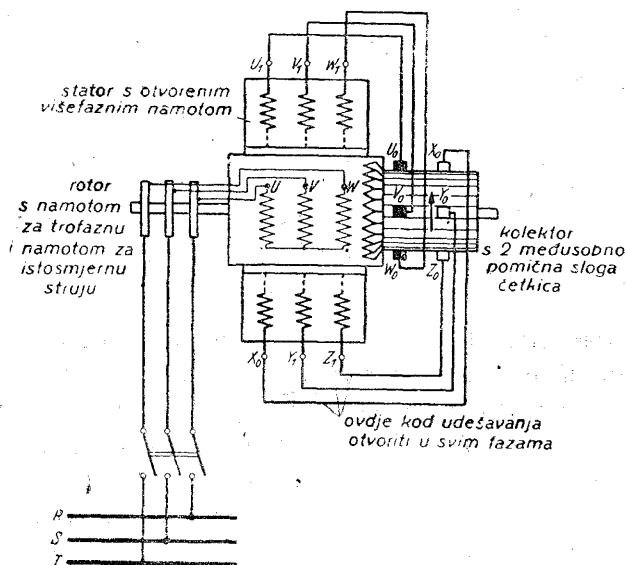 U₁ V₁ W₁
stator s otvorenim
višefaznim namotom
U₀ X₀
rotor
s namotom
za trofaznu
i namotom za
istosmjernu
struju
U V W
V₀ Y₀
kolektor
s 2 međusobno
pomična sloga
četkica
W₀ Z₀
X₀ Y₁ Z₁
ovdje kod udešavanja
otvoriti u svim fazama
R
S
T